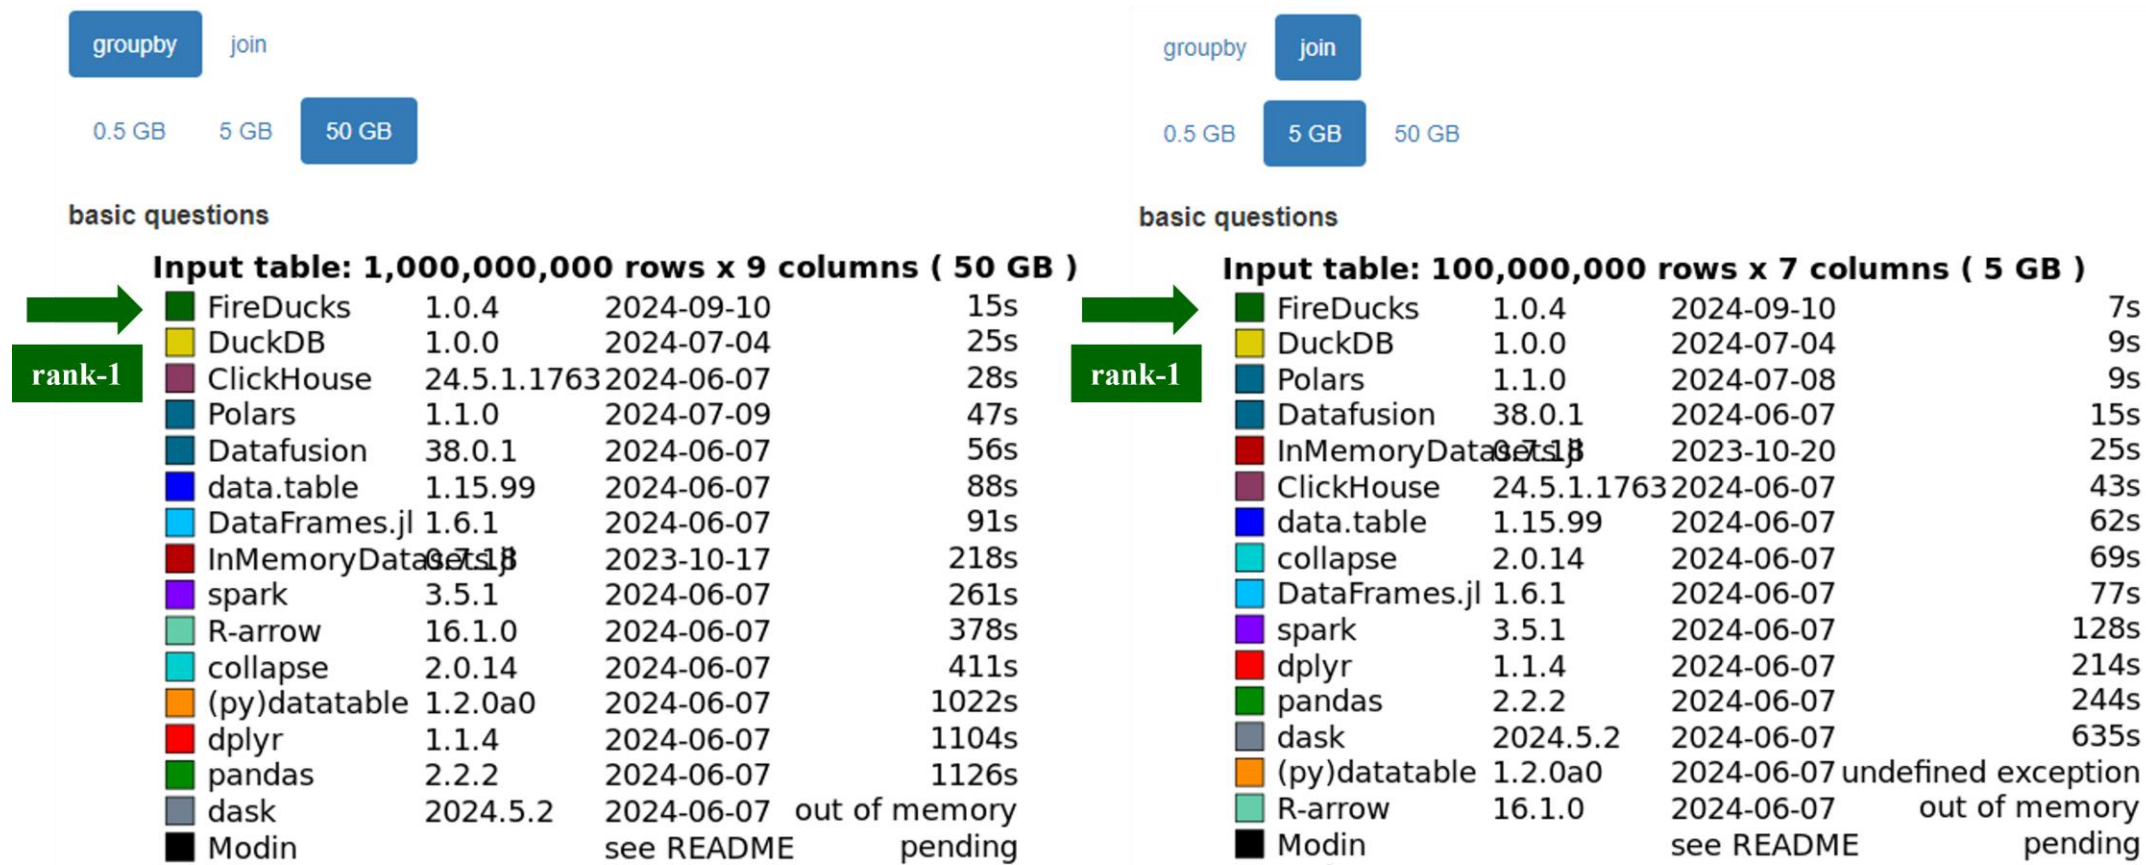 groupby join
0.5 GB 5 GB 50 GB
basic questions
Input table: 1,000,000,000 rows x 9 columns ( 50 GB )
rank-1
FireDucks 1.0.4 2024-09-10 15s
DuckDB 1.0.0 2024-07-04 25s
ClickHouse 24.5.1.1763 2024-06-07 28s
Polars 1.1.0 2024-07-09 47s
Datafusion 38.0.1 2024-06-07 56s
data.table 1.15.99 2024-06-07 88s
DataFrames.jl 1.6.1 2024-06-07 91s
InMemoryDatasets.jl 0.7.18 2023-10-17 218s
spark 3.5.1 2024-06-07 261s
R-arrow 16.1.0 2024-06-07 378s
collapse 2.0.14 2024-06-07 411s
(py)datatable 1.2.0a0 2024-06-07 1022s
dplyr 1.1.4 2024-06-07 1104s
pandas 2.2.2 2024-06-07 1126s
dask 2024.5.2 2024-06-07 out of memory
Modin see README pending
groupby join
0.5 GB 5 GB 50 GB
basic questions
Input table: 100,000,000 rows x 7 columns ( 5 GB )
rank-1
FireDucks 1.0.4 2024-09-10 7s
DuckDB 1.0.0 2024-07-04 9s
Polars 1.1.0 2024-07-08 9s
Datafusion 38.0.1 2024-06-07 15s
InMemoryDatasets.jl 0.7.18 2023-10-20 25s
ClickHouse 24.5.1.1763 2024-06-07 43s
data.table 1.15.99 2024-06-07 62s
collapse 2.0.14 2024-06-07 69s
DataFrames.jl 1.6.1 2024-06-07 77s
spark 3.5.1 2024-06-07 128s
dplyr 1.1.4 2024-06-07 214s
pandas 2.2.2 2024-06-07 244s
dask 2024.5.2 2024-06-07 635s
(py)datatable 1.2.0a0 2024-06-07 undefined exception
R-arrow 16.1.0 2024-06-07 out of memory
Modin see README pending